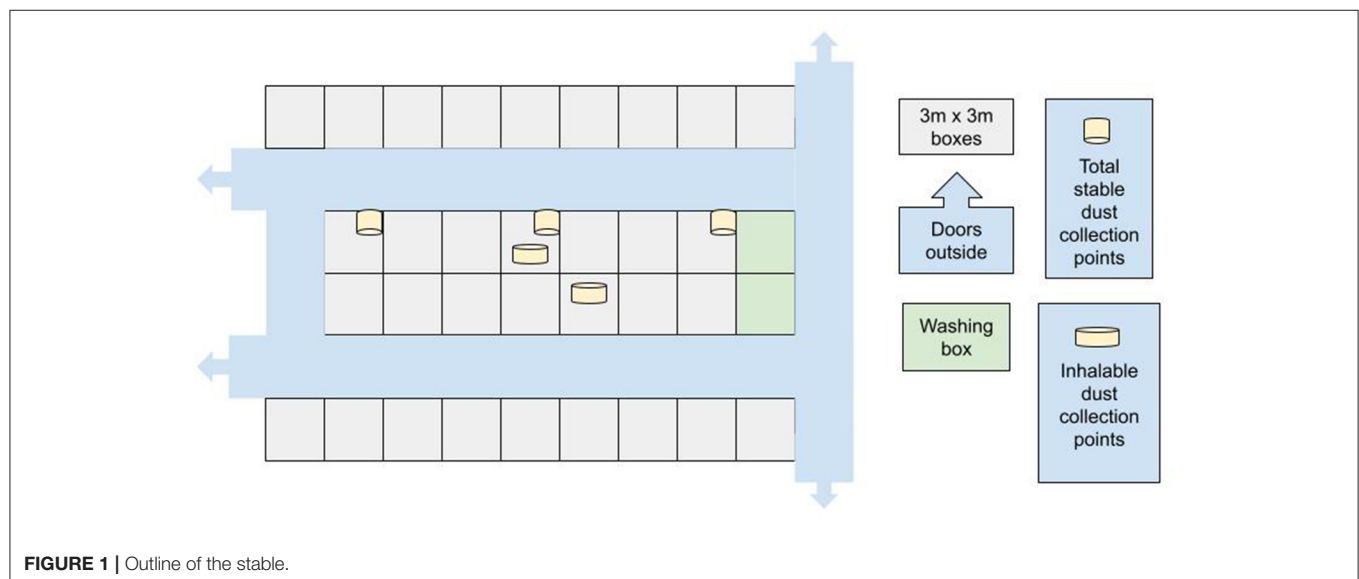 3m x 3m
boxes
Doors
outside
Washing
box
Total
stable
dust
collection
points
Inhalable
dust
collection
points
FIGURE 1 | Outline of the stable.